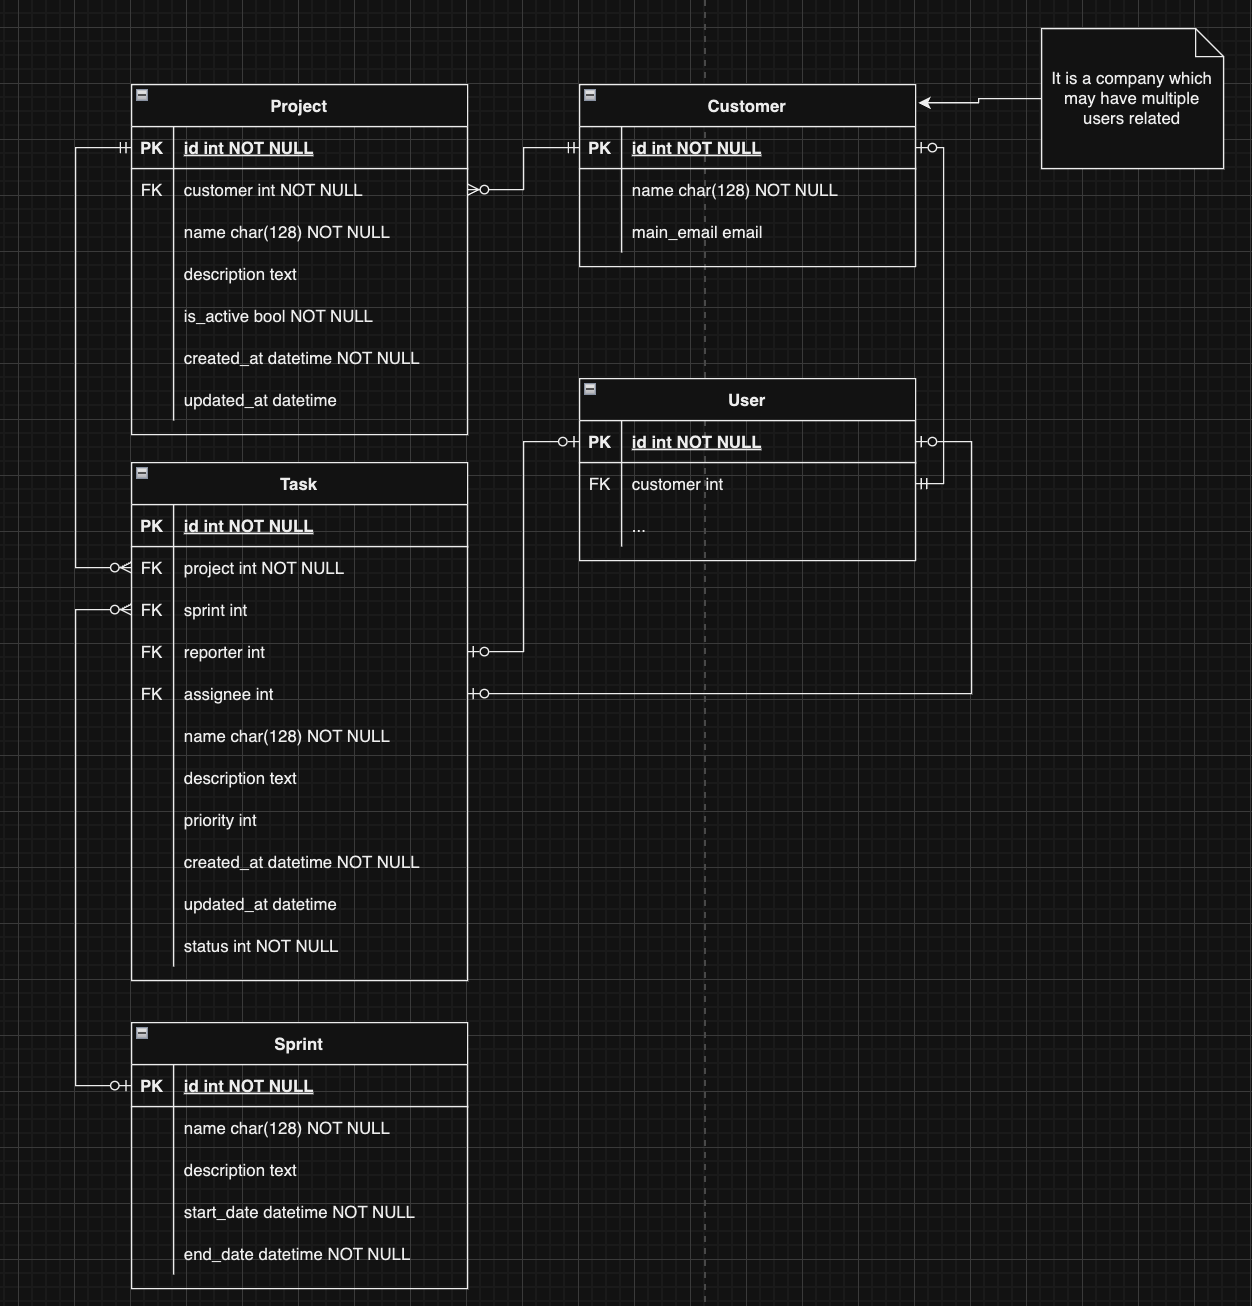 Project
PK id int NOT NULL
FK customer int NOT NULL
name char(128) NOT NULL
description text
is_active bool NOT NULL
created_at datetime NOT NULL
updated_at datetime
Customer
PK id int NOT NULL
name char(128) NOT NULL
main_email email
It is a company which
may have multiple
users related
User
PK id int NOT NULL
FK customer int
...
Task
PK id int NOT NULL
FK project int NOT NULL
FK sprint int
FK reporter int
FK assignee int
name char(128) NOT NULL
description text
priority int
created_at datetime NOT NULL
updated_at datetime
status int NOT NULL
Sprint
PK id int NOT NULL
name char(128) NOT NULL
description text
start_date datetime NOT NULL
end_date datetime NOT NULL